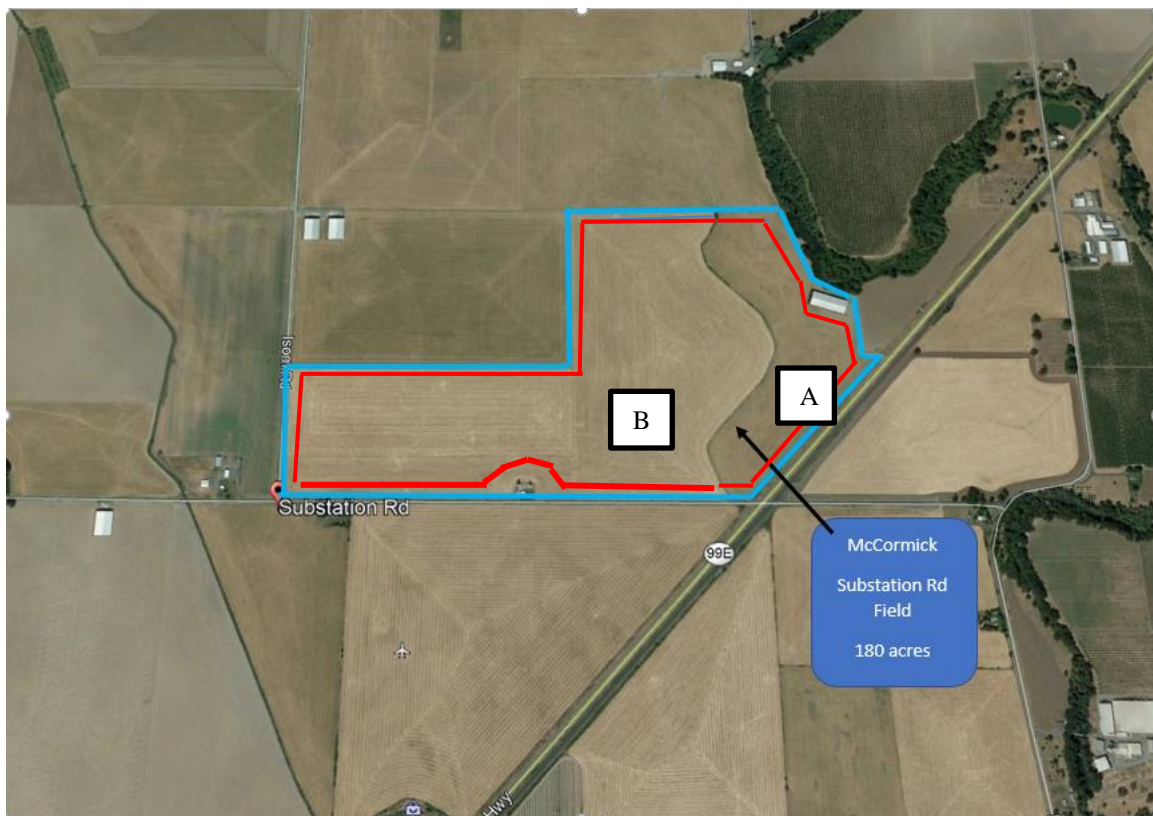 Isom Rd
B
A
Substation Rd
99E
McCormick
Substation Rd
Field
180 acres
Hwy